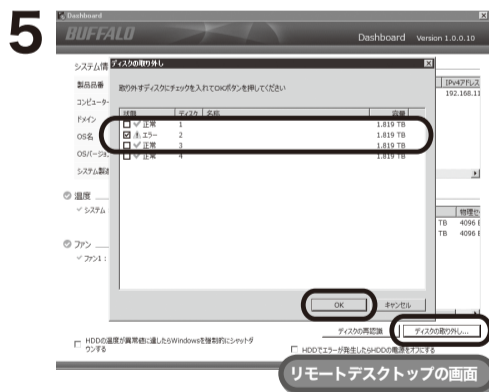 5
Dashboard
BUFFALO
Dashboard Version 1.0.0.10
システム情
ディスクの取り外し
製品品番
取り外すディスクにチェックを入れてOKボタンを押してください
IPv4アドレス
コンピューター
192.168.11
状態 ディスク 名称 容量
ドメイン
正常 1 1.819 TB
OS名
エラー 2 1.819 TB
正常 3 1.819 TB
OSバージョ
正常 4 1.819 TB
システム製造
温度
システム
物理セ
TB 4096 B
TB 4096 B
ファン
ファン1 :
OK キャンセル
ディスクの再認識 ディスクの取り外し...
HDDの温度が異常値に達したらWindowsを強制的にシャットダ
ウンする
HDDでエラーが発生したらHDDの電源をオフにする
リモートデスクトップの画面